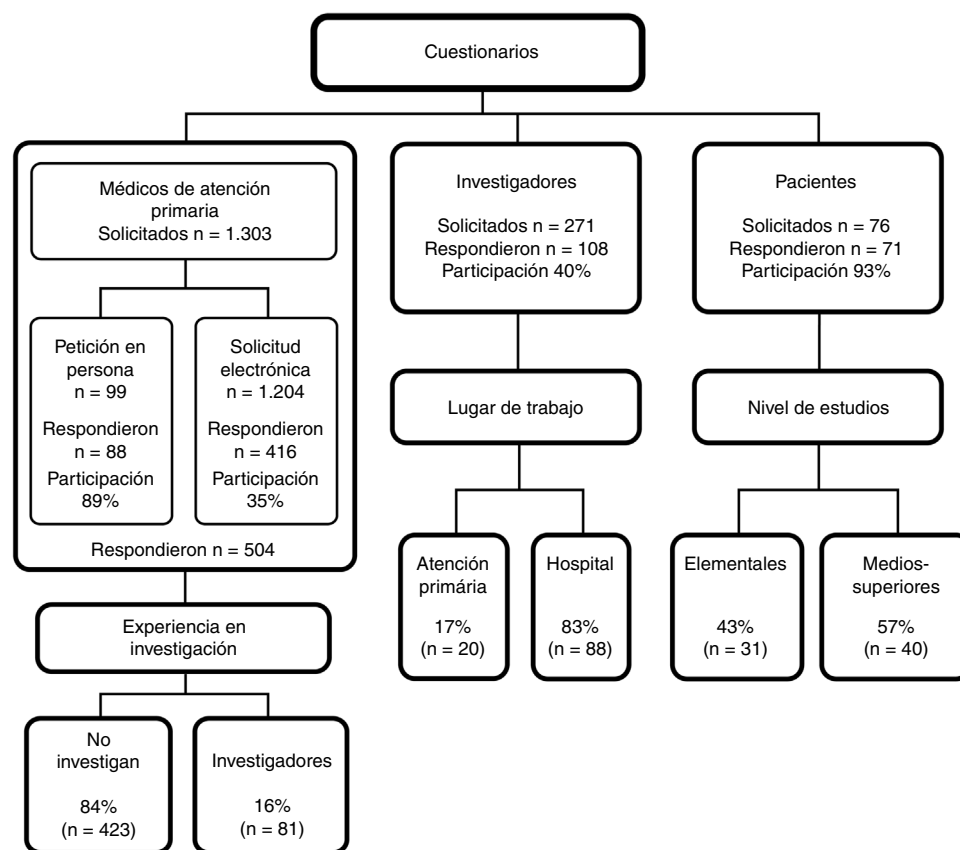 Cuestionarios
Médicos de atención
primaria
Solicitados n = 1.303
Petición en
persona
n = 99
Respondieron
n = 88
Participación
89%
Solicitud
electrónica
n = 1.204
Respondieron
n = 416
Participación
35%
Respondieron n = 504
Experiencia en
investigación
No
investigan
84%
(n = 423)
Investigadores
16%
(n = 81)
Investigadores
Solicitados n = 271
Respondieron n = 108
Participación 40%
Lugar de trabajo
Atención
primária
17%
(n = 20)
Hospital
83%
(n = 88)
Pacientes
Solicitados n = 76
Respondieron n = 71
Participación 93%
Nivel de estudios
Elementales
43%
(n = 31)
Medios-
superiores
57%
(n = 40)